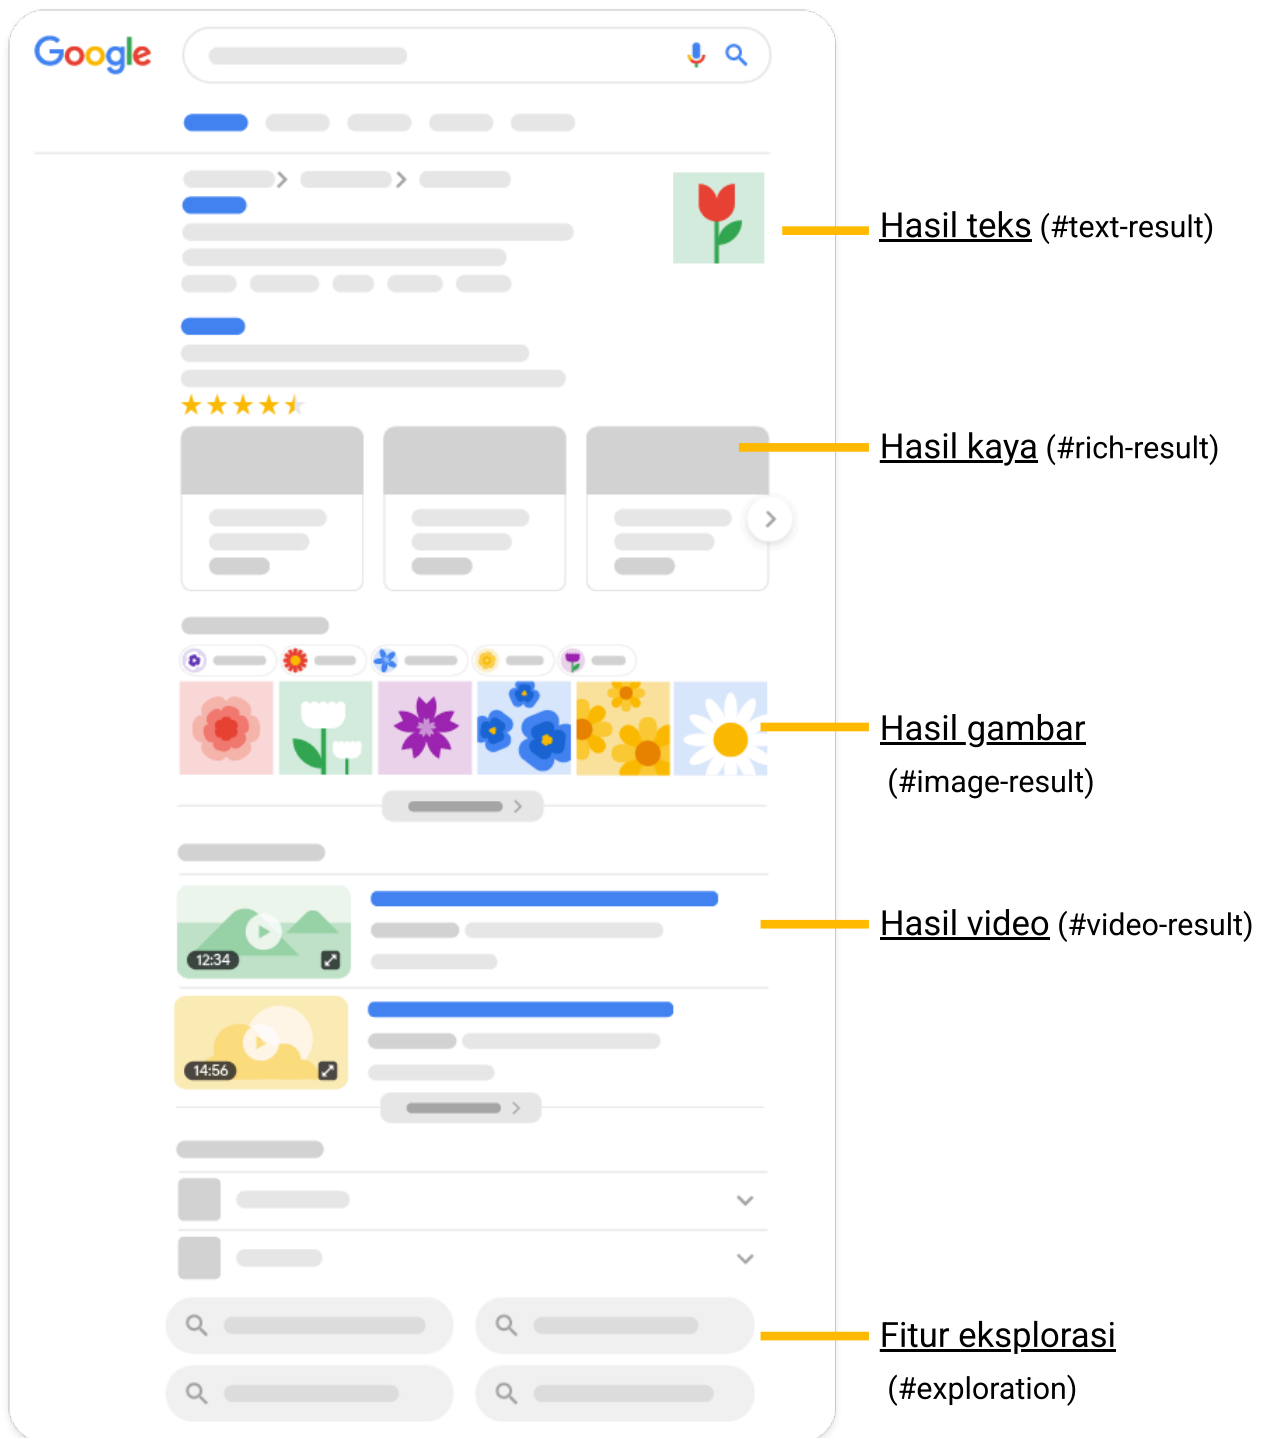 Google
Hasil teks (#text-result)
Hasil kaya (#rich-result)
Hasil gambar
(#image-result)
Hasil video (#video-result)
12:34
14:56
Fitur eksplorasi
(#exploration)